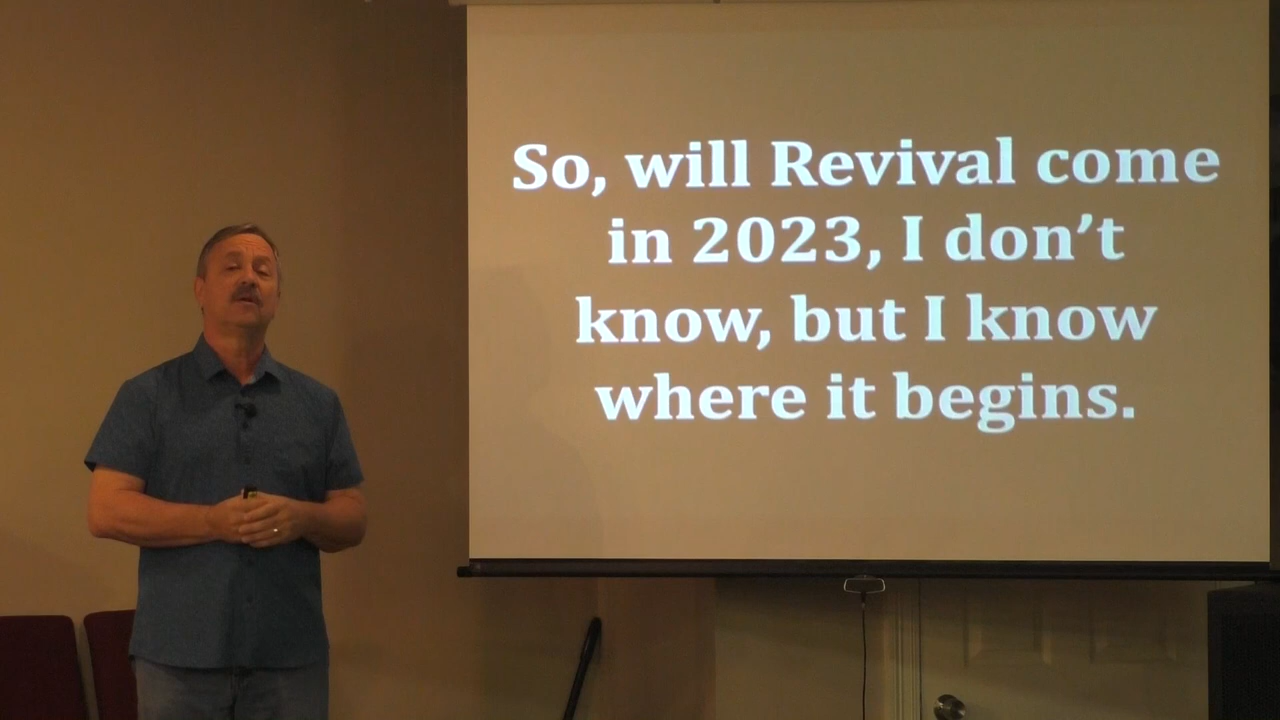 So, will Revival come
in 2023, I don’t
know, but I know
where it begins.